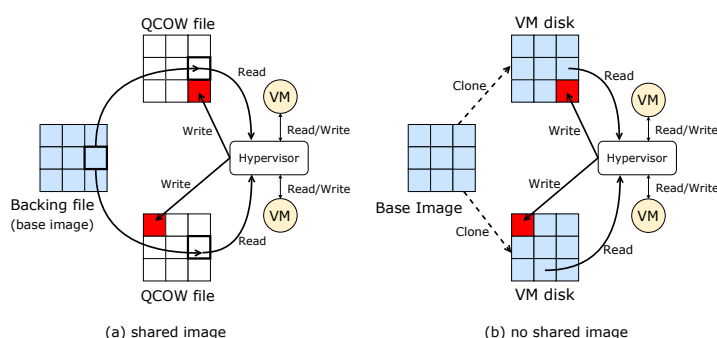 QCOW file
Read
VM
Write
Read/Write
Hypervisor
Backing file
(base image)
Write
Read/Write
VM
Read
QCOW file
(a) shared image
VM disk
Clone
Read
VM
Write
Read/Write
Hypervisor
Base Image
Write
Read/Write
VM
Clone
Read
VM disk
(b) no shared image